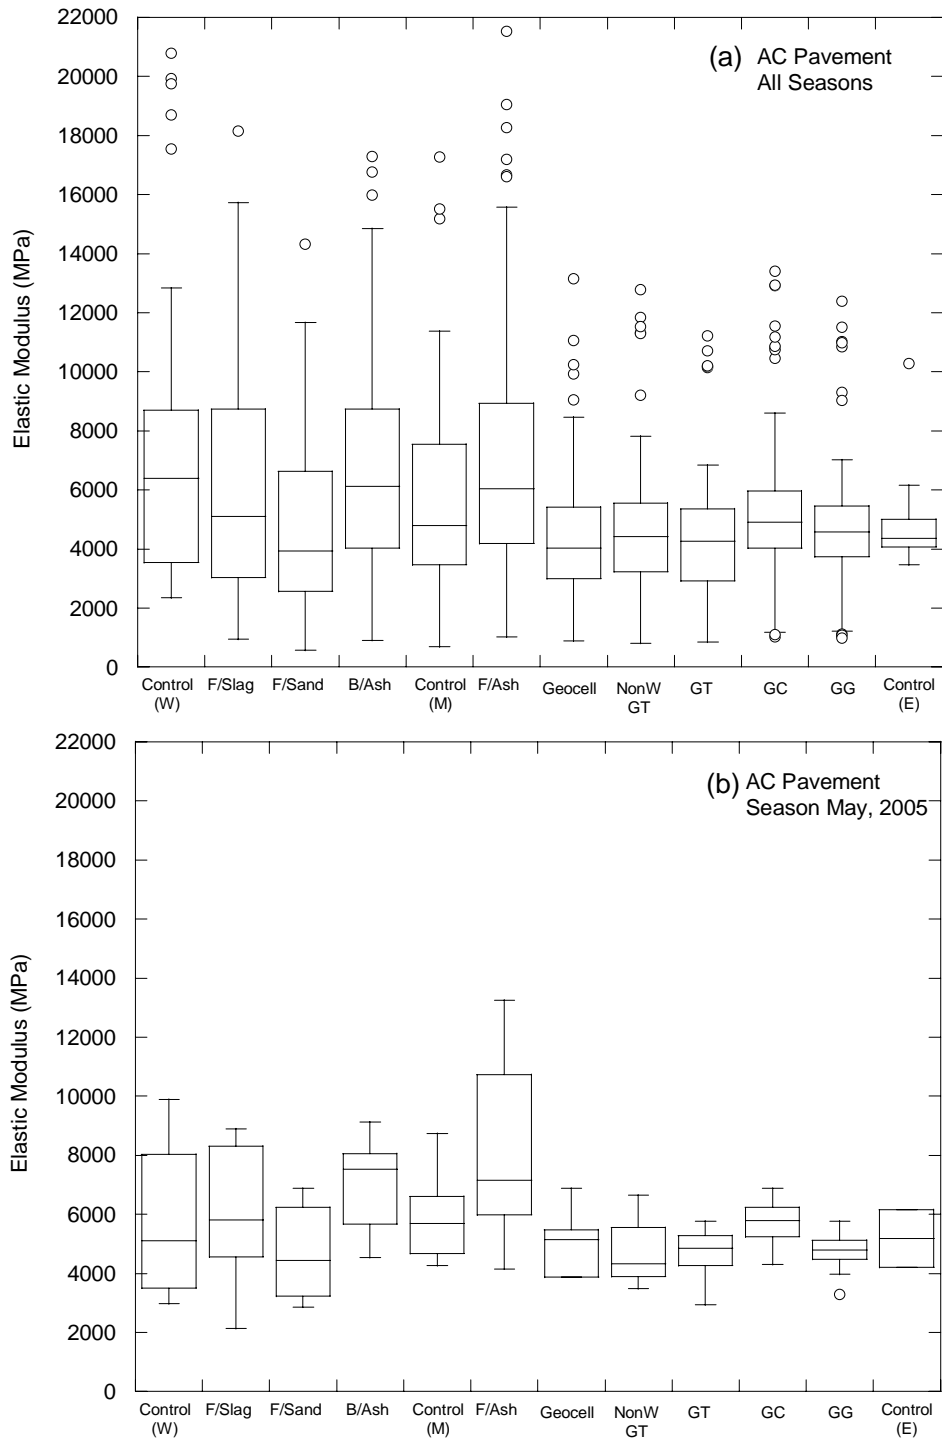 22000
20000
18000
16000
14000
12000
10000
8000
6000
4000
2000
0
Elastic Modulus (MPa)
(a) AC Pavement
All Seasons
Control F/Slag F/Sand B/Ash Control F/Ash Geocell NonW GT GC GG Control
(W) (M) GT (E)
22000
20000
18000
16000
14000
12000
10000
8000
6000
4000
2000
0
Elastic Modulus (MPa)
(b) AC Pavement
Season May, 2005
Control F/Slag F/Sand B/Ash Control F/Ash Geocell NonW GT GC GG Control
(W) (M) GT (E)